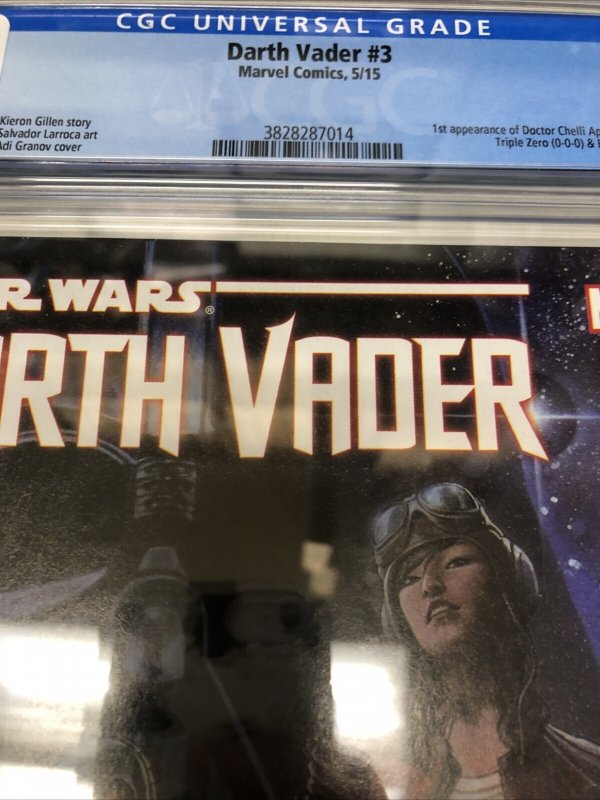 CGC UNIVERSAL GRADE
Darth Vader #3
Marvel Comics, 5/15
Kieron Gillen story
Salvador Larroca art
Adi Granov cover
3828287014
1st appearance of Doctor Chelli Ap
Triple Zero (0-0-0) &
R WARS®
RTH VADER